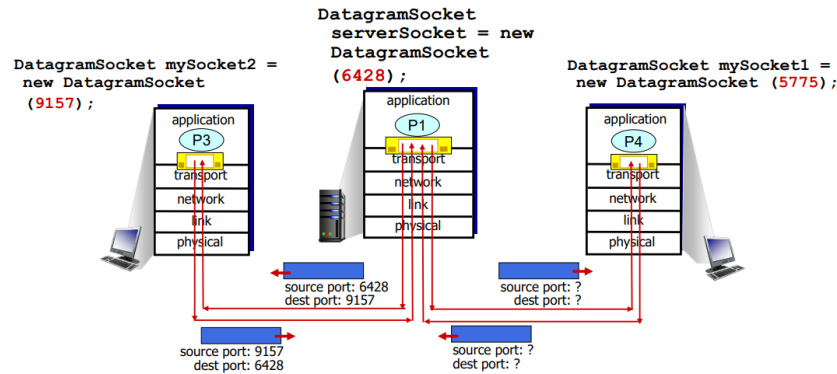 DatagramSocket
serverSocket = new
DatagramSocket
(6428);
DatagramSocket mySocket2 =
new DatagramSocket
(9157);
DatagramSocket mySocket1 =
new DatagramSocket (5775);
application
P3
transport
network
link
physical
application
P1
transport
network
link
physical
application
P4
transport
network
link
physical
source port: 6428
dest port: 9157
source port: 9157
dest port: 6428
source port: ?
dest port: ?
source port: ?
dest port: ?